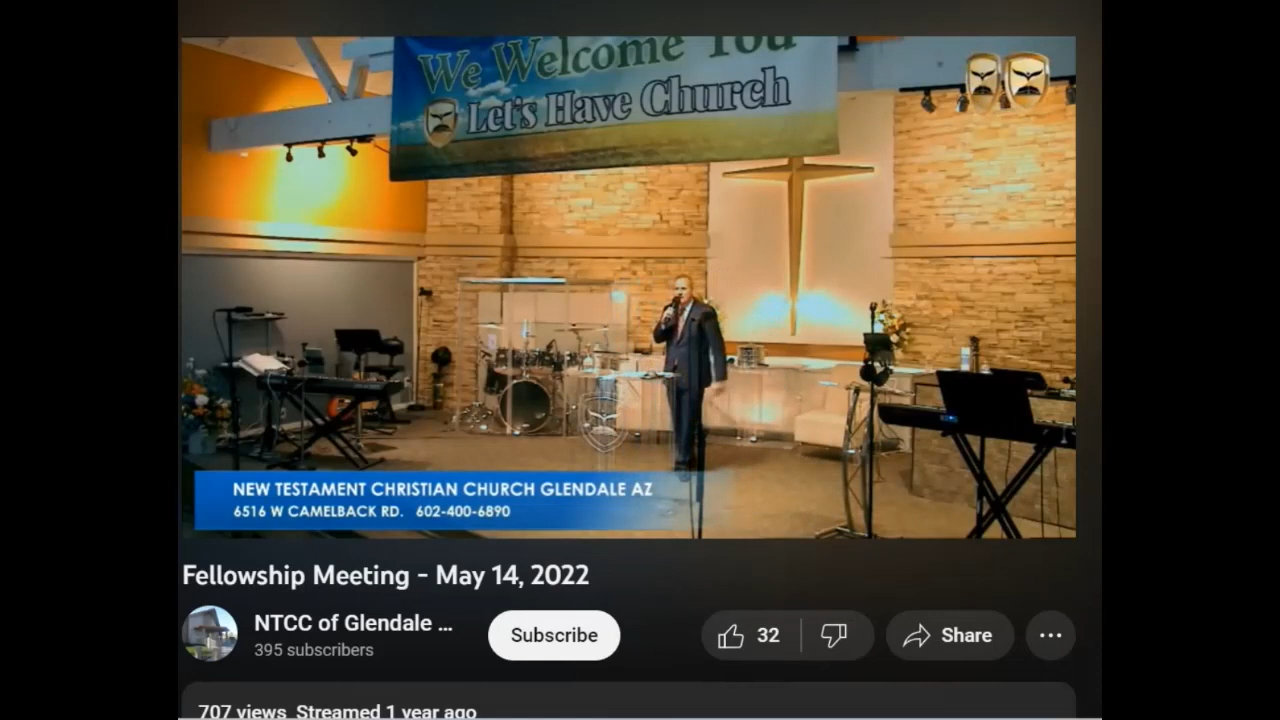 We Welcome You
Let's Have Church
NEW TESTAMENT CHRISTIAN CHURCH GLENDALE AZ
6516 W CAMELBACK RD. 602-400-6890
Fellowship Meeting - May 14, 2022
NTCC of Glendale ...
395 subscribers
Subscribe
32
Share
707 views Streamed 1 year ago